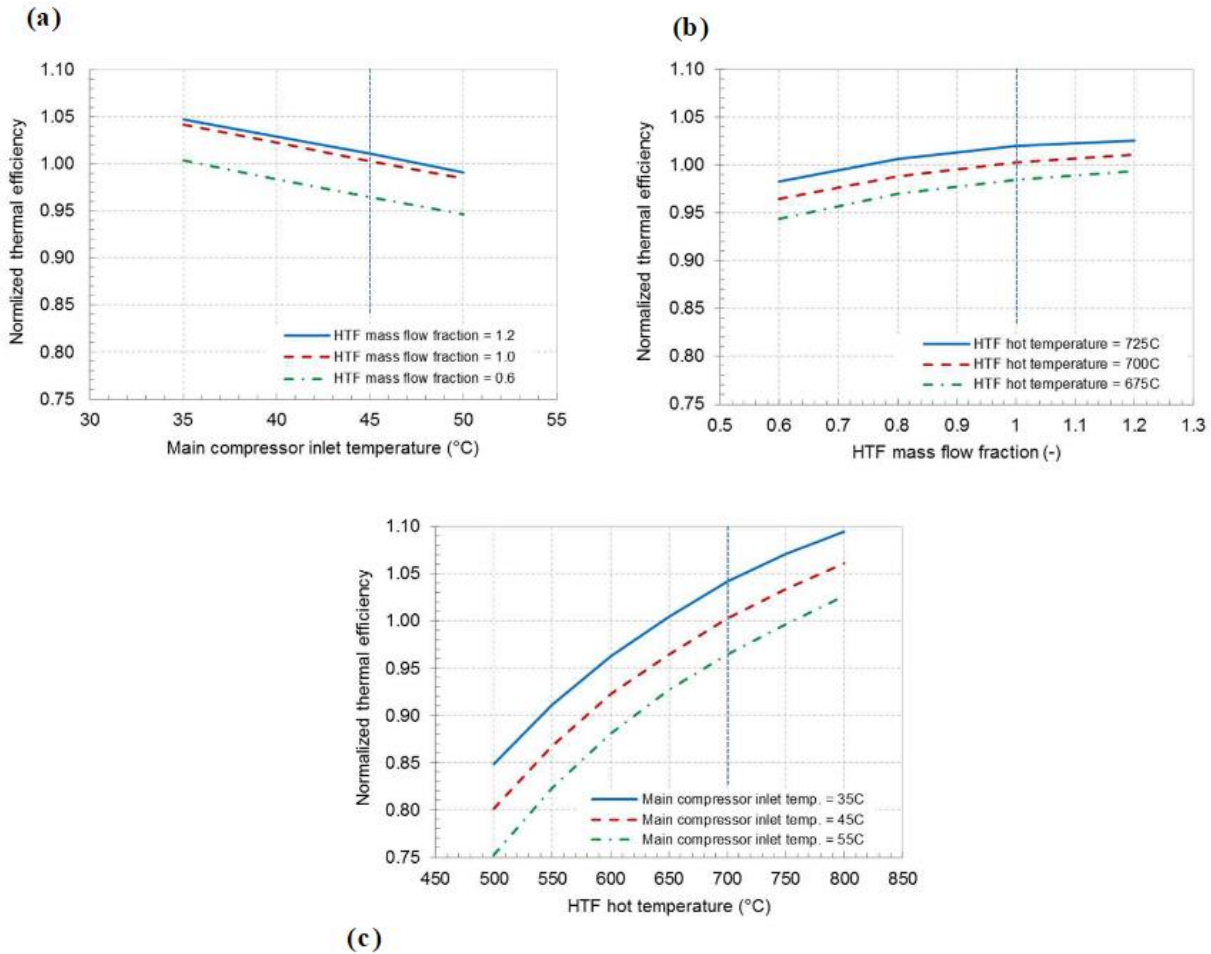 (a)
Normlized thermal efficiency
1.10
1.05
1.00
0.95
0.90
0.85
0.80
0.75
HTF mass flow fraction = 1.2
HTF mass flow fraction = 1.0
HTF mass flow fraction = 0.6
30 35 40 45 50 55
Main compressor inlet temperature (°C)
(b)
Normalized thermal efficiency
1.10
1.05
1.00
0.95
0.90
0.85
0.80
0.75
HTF hot temperature = 725C
HTF hot temperature = 700C
HTF hot temperature = 675C
0.5 0.6 0.7 0.8 0.9 1 1.1 1.2 1.3
HTF mass flow fraction (-)
Normalized thermal efficiency
1.10
1.05
1.00
0.95
0.90
0.85
0.80
0.75
Main compressor inlet temp. = 35C
Main compressor inlet temp. = 45C
Main compressor inlet temp. = 55C
450 500 550 600 650 700 750 800 850
HTF hot temperature (°C)
(c)